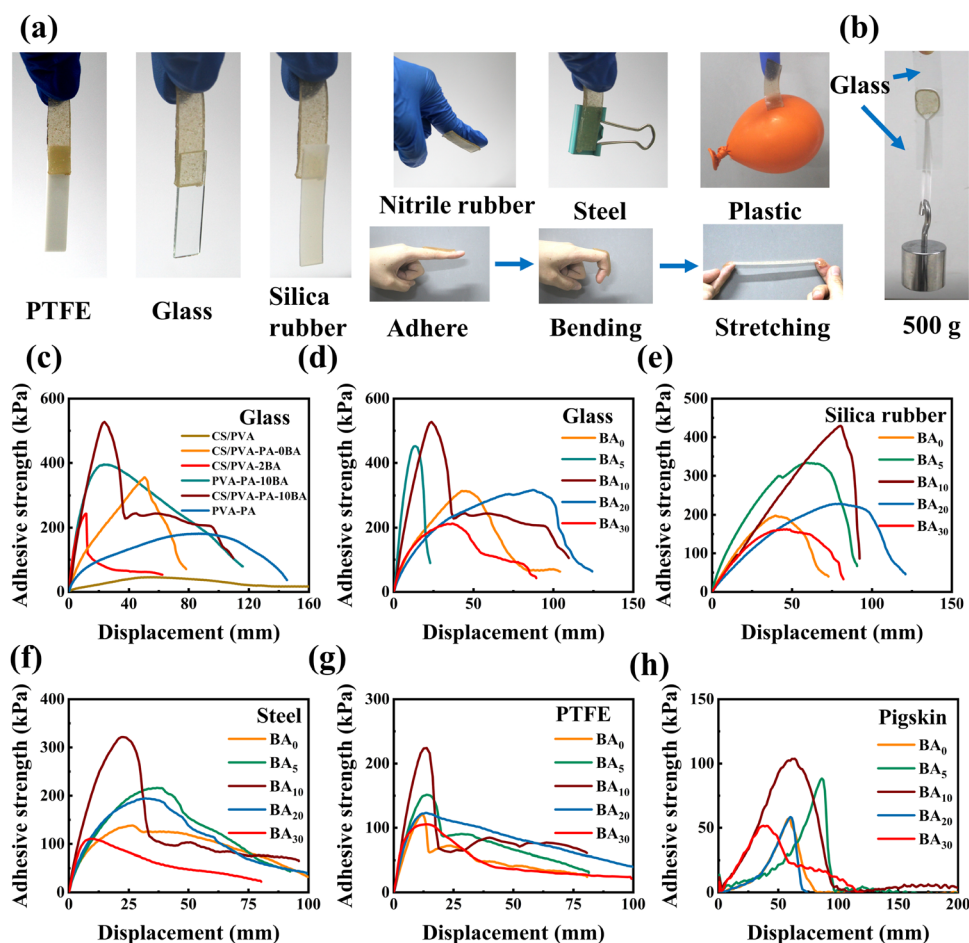 (a)
(b)
Glass
PTFE
Glass
Silica
rubber
Nitrile rubber
Steel
Plastic
Adhere
Bending
Stretching
500 g
(c)
Adhesive strength (kPa)
600
400
200
0
0 40 80 120 160
Displacement (mm)
Glass
CS/PVA
CS/PVA-PA-0BA
CS/PVA-2BA
PVA-PA-10BA
CS/PVA-PA-10BA
PVA-PA
(d)
Adhesive strength (kPa)
600
400
200
0
0 25 50 75 100 125 150
Displacement (mm)
Glass
BA₀
BA₅
BA₁₀
BA₂₀
BA₃₀
(e)
Adhesive strength (kPa)
500
400
300
200
100
0
0 25 50 75 100 125 150
Displacement (mm)
Silica rubber
BA₀
BA₅
BA₁₀
BA₂₀
BA₃₀
(f)
Adhesive strength (kPa)
400
300
200
100
0
0 25 50 75 100
Displacement (mm)
Steel
BA₀
BA₅
BA₁₀
BA₂₀
BA₃₀
(g)
Adhesive strength (kPa)
300
200
100
0
0 25 50 75 100
Displacement (mm)
PTFE
BA₀
BA₅
BA₁₀
BA₂₀
BA₃₀
(h)
Adhesive strength (kPa)
150
100
50
0
0 50 100 150 200
Displacement (mm)
Pigskin
BA₀
BA₅
BA₁₀
BA₂₀
BA₃₀